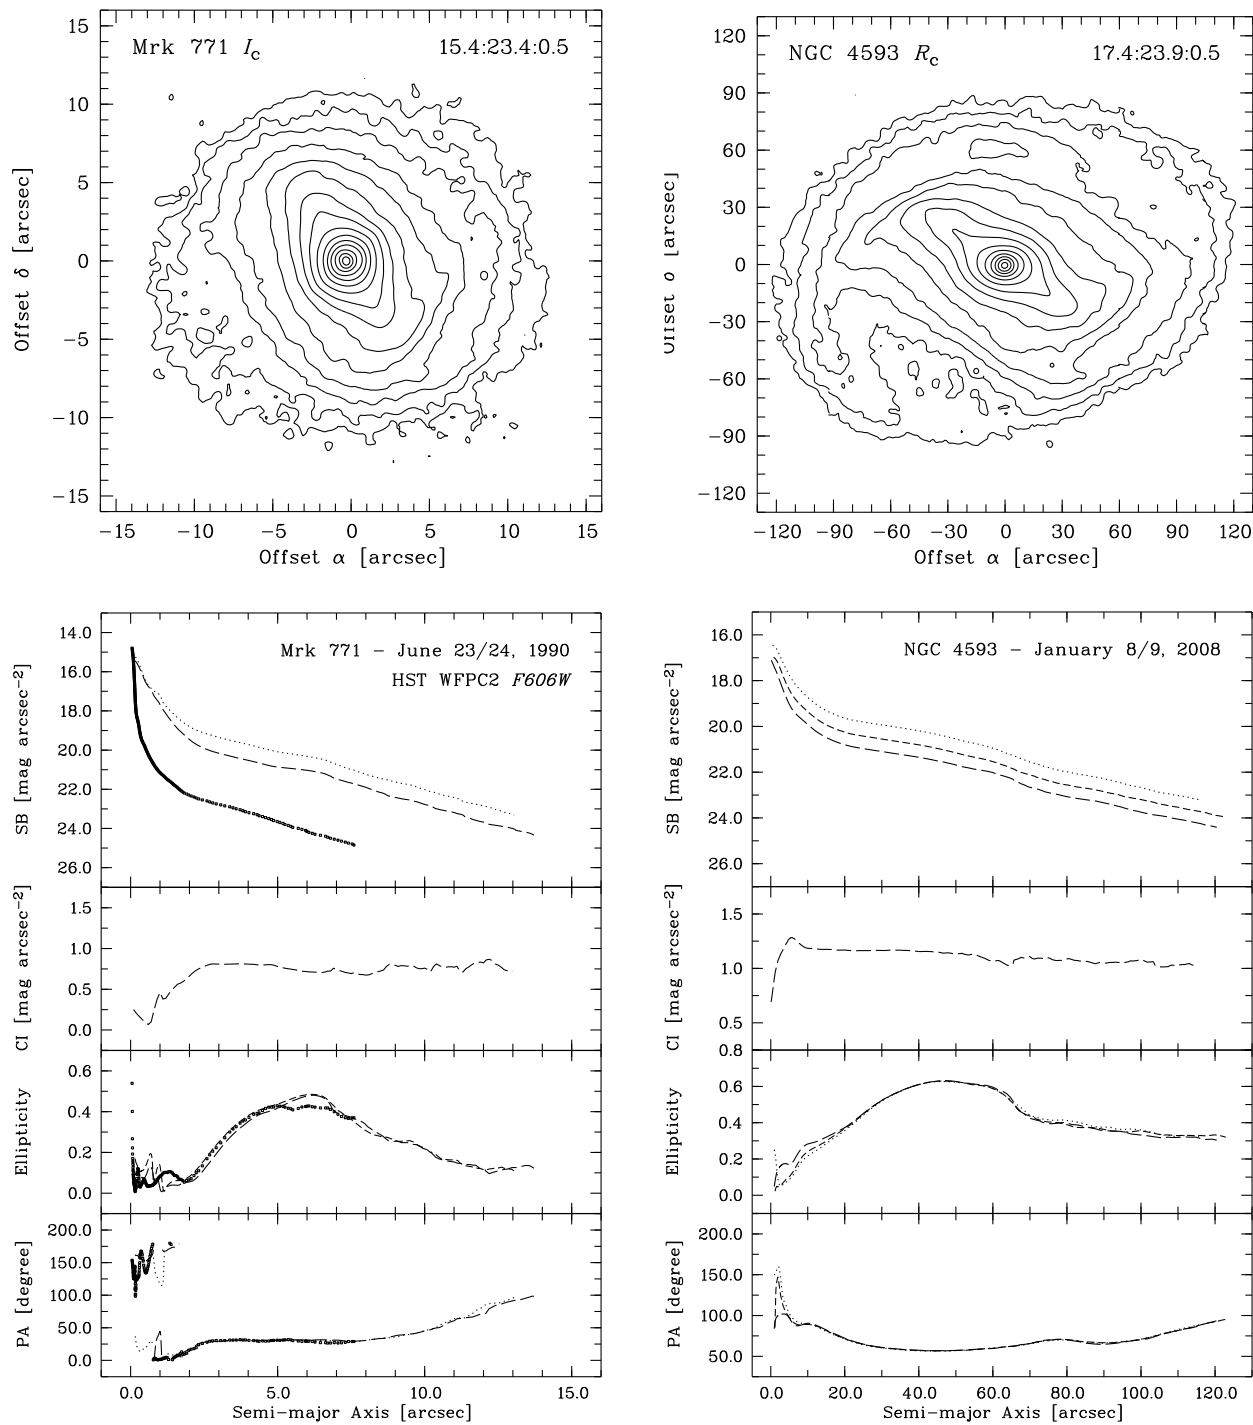 Mrk 771 Ic 15.4:23.4:0.5
15
10
5
0
−5
−10
−15
Offset δ [arcsec]
−15 −10 −5 0 5 10 15
Offset α [arcsec]
NGC 4593 Rc 17.4:23.9:0.5
120
90
60
30
0
−30
−60
−90
−120
Offset δ [arcsec]
−120 −90 −60 −30 0 30 60 90 120
Offset α [arcsec]
Mrk 771 − June 23/24, 1990
HST WFPC2 F606W
14.0
16.0
18.0
20.0
22.0
24.0
26.0
SB [mag arcsec−2]
1.5
1.0
0.5
0.0
CI [mag arcsec−2]
0.6
0.4
0.2
0.0
Ellipticity
200.0
150.0
100.0
50.0
0.0
PA [degree]
0.0 5.0 10.0 15.0
Semi-major Axis [arcsec]
NGC 4593 − January 8/9, 2008
16.0
18.0
20.0
22.0
24.0
26.0
SB [mag arcsec−2]
1.5
1.0
0.5
CI [mag arcsec−2]
0.8
0.6
0.4
0.2
0.0
Ellipticity
200.0
150.0
100.0
50.0
PA [degree]
0.0 20.0 40.0 60.0 80.0 100.0 120.0
Semi-major Axis [arcsec]